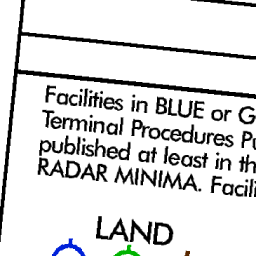 Facilities in BLUE or G
Terminal Procedures Pu
published at least in th
RADAR MINIMA. Facili
LAND